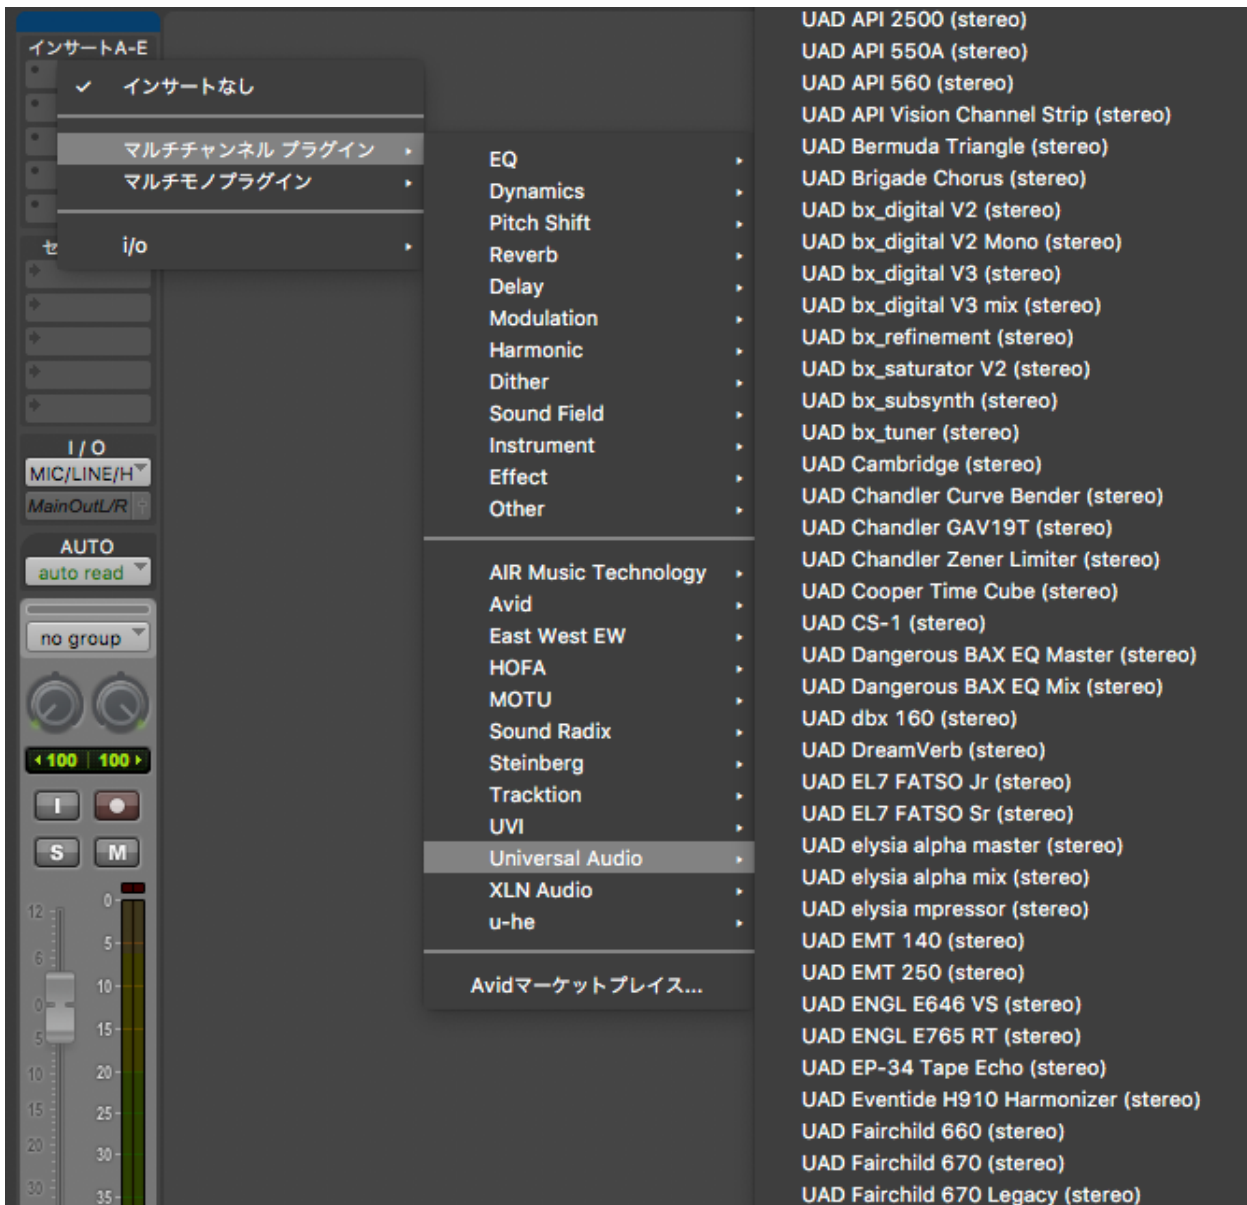 インサートA-E
インサートなし
マルチチャンネル プラグイン
マルチモノプラグイン
i/o
セ
I / O
MIC/LINE/H
MainOutL/R
AUTO
auto read
no group
100
100
I
S
M
12
6
0
5
10
15
20
30
0
5
10
15
20
25
30
35
EQ
Dynamics
Pitch Shift
Reverb
Delay
Modulation
Harmonic
Dither
Sound Field
Instrument
Effect
Other
AIR Music Technology
Avid
East West EW
HOFA
MOTU
Sound Radix
Steinberg
Tracktion
UVI
Universal Audio
XLN Audio
u-he
Avidマーケットプレイス...
UAD API 2500 (stereo)
UAD API 550A (stereo)
UAD API 560 (stereo)
UAD API Vision Channel Strip (stereo)
UAD Bermuda Triangle (stereo)
UAD Brigade Chorus (stereo)
UAD bx_digital V2 (stereo)
UAD bx_digital V2 Mono (stereo)
UAD bx_digital V3 (stereo)
UAD bx_digital V3 mix (stereo)
UAD bx_refinement (stereo)
UAD bx_saturator V2 (stereo)
UAD bx_subsynth (stereo)
UAD bx_tuner (stereo)
UAD Cambridge (stereo)
UAD Chandler Curve Bender (stereo)
UAD Chandler GAV19T (stereo)
UAD Chandler Zener Limiter (stereo)
UAD Cooper Time Cube (stereo)
UAD CS-1 (stereo)
UAD Dangerous BAX EQ Master (stereo)
UAD Dangerous BAX EQ Mix (stereo)
UAD dbx 160 (stereo)
UAD DreamVerb (stereo)
UAD EL7 FATSO Jr (stereo)
UAD EL7 FATSO Sr (stereo)
UAD elysia alpha master (stereo)
UAD elysia alpha mix (stereo)
UAD elysia mpressor (stereo)
UAD EMT 140 (stereo)
UAD EMT 250 (stereo)
UAD ENGL E646 VS (stereo)
UAD ENGL E765 RT (stereo)
UAD EP-34 Tape Echo (stereo)
UAD Eventide H910 Harmonizer (stereo)
UAD Fairchild 660 (stereo)
UAD Fairchild 670 (stereo)
UAD Fairchild 670 Legacy (stereo)